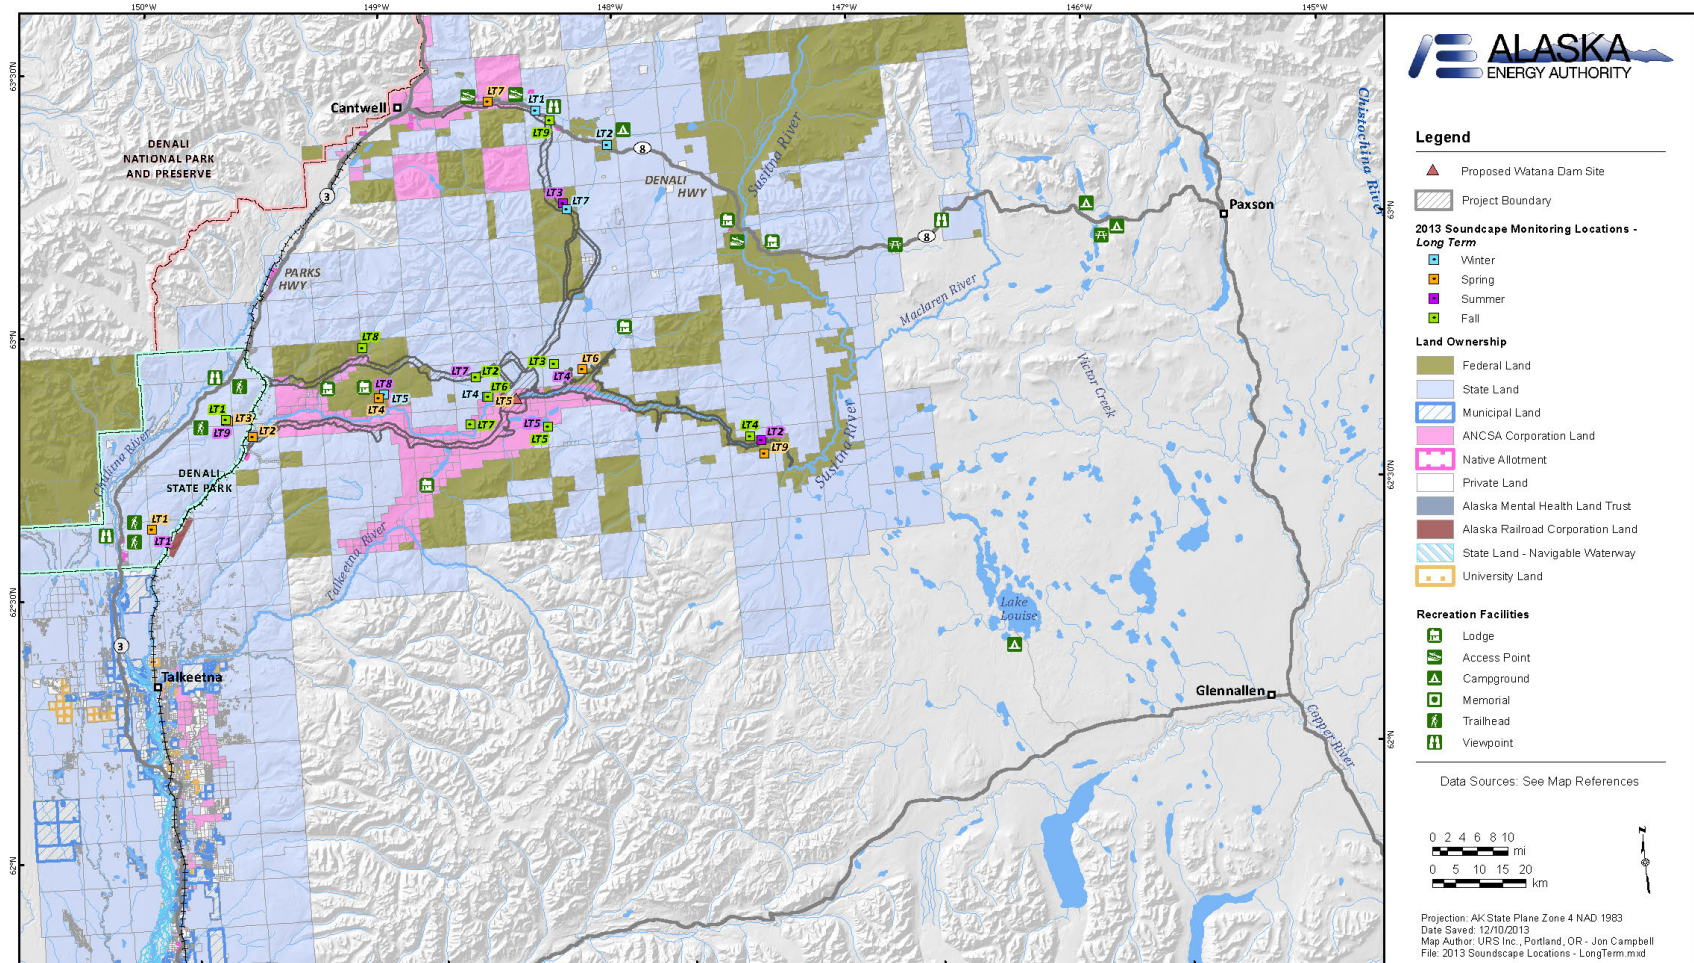 150°W
149°W
148°W
147°W
146°W
145°W
63°30'N
63°N
62°30'N
62°N
63°N
62°30'N
62°N
Cantwell
LT7
LT1
LT9
LT2
8
DENALI
NATIONAL PARK
AND PRESERVE
3
DENALI
HWY
Susitna River
LT3
LT7
Chistochina River
Paxson
8
PARKS
HWY
Maclaren River
LT8
LT7
LT2
LT3
LT6
LT4
LT8
LT5
LT4
LT6
LT4
LT5
LT7
LT5
LT5
Victor Creek
LT1
LT3
LT9
LT2
LT4
LT2
LT9
Susitna River
Chulitna River
DENALI
STATE PARK
LT1
LT1
Talkeetna River
Lake
Louise
3
Talkeetna
Glennallen
Copper River
ALASKA
ENERGY AUTHORITY
Legend
Proposed Watana Dam Site
Project Boundary
2013 Soundscape Monitoring Locations -
Long Term
Winter
Spring
Summer
Fall
Land Ownership
Federal Land
State Land
Municipal Land
ANCSA Corporation Land
Native Allotment
Private Land
Alaska Mental Health Land Trust
Alaska Railroad Corporation Land
State Land - Navigable Waterway
University Land
Recreation Facilities
Lodge
Access Point
Campground
Memorial
Trailhead
Viewpoint
Data Sources: See Map References
N
0 2 4 6 8 10
mi
0 5 10 15 20
km
Projection: AK State Plane Zone 4 NAD 1983
Date Saved: 12/10/2013
Map Author: URS Inc., Portland, OR - Jon Campbell
File: 2013 Soundscape Locations - LongTerm.mxd